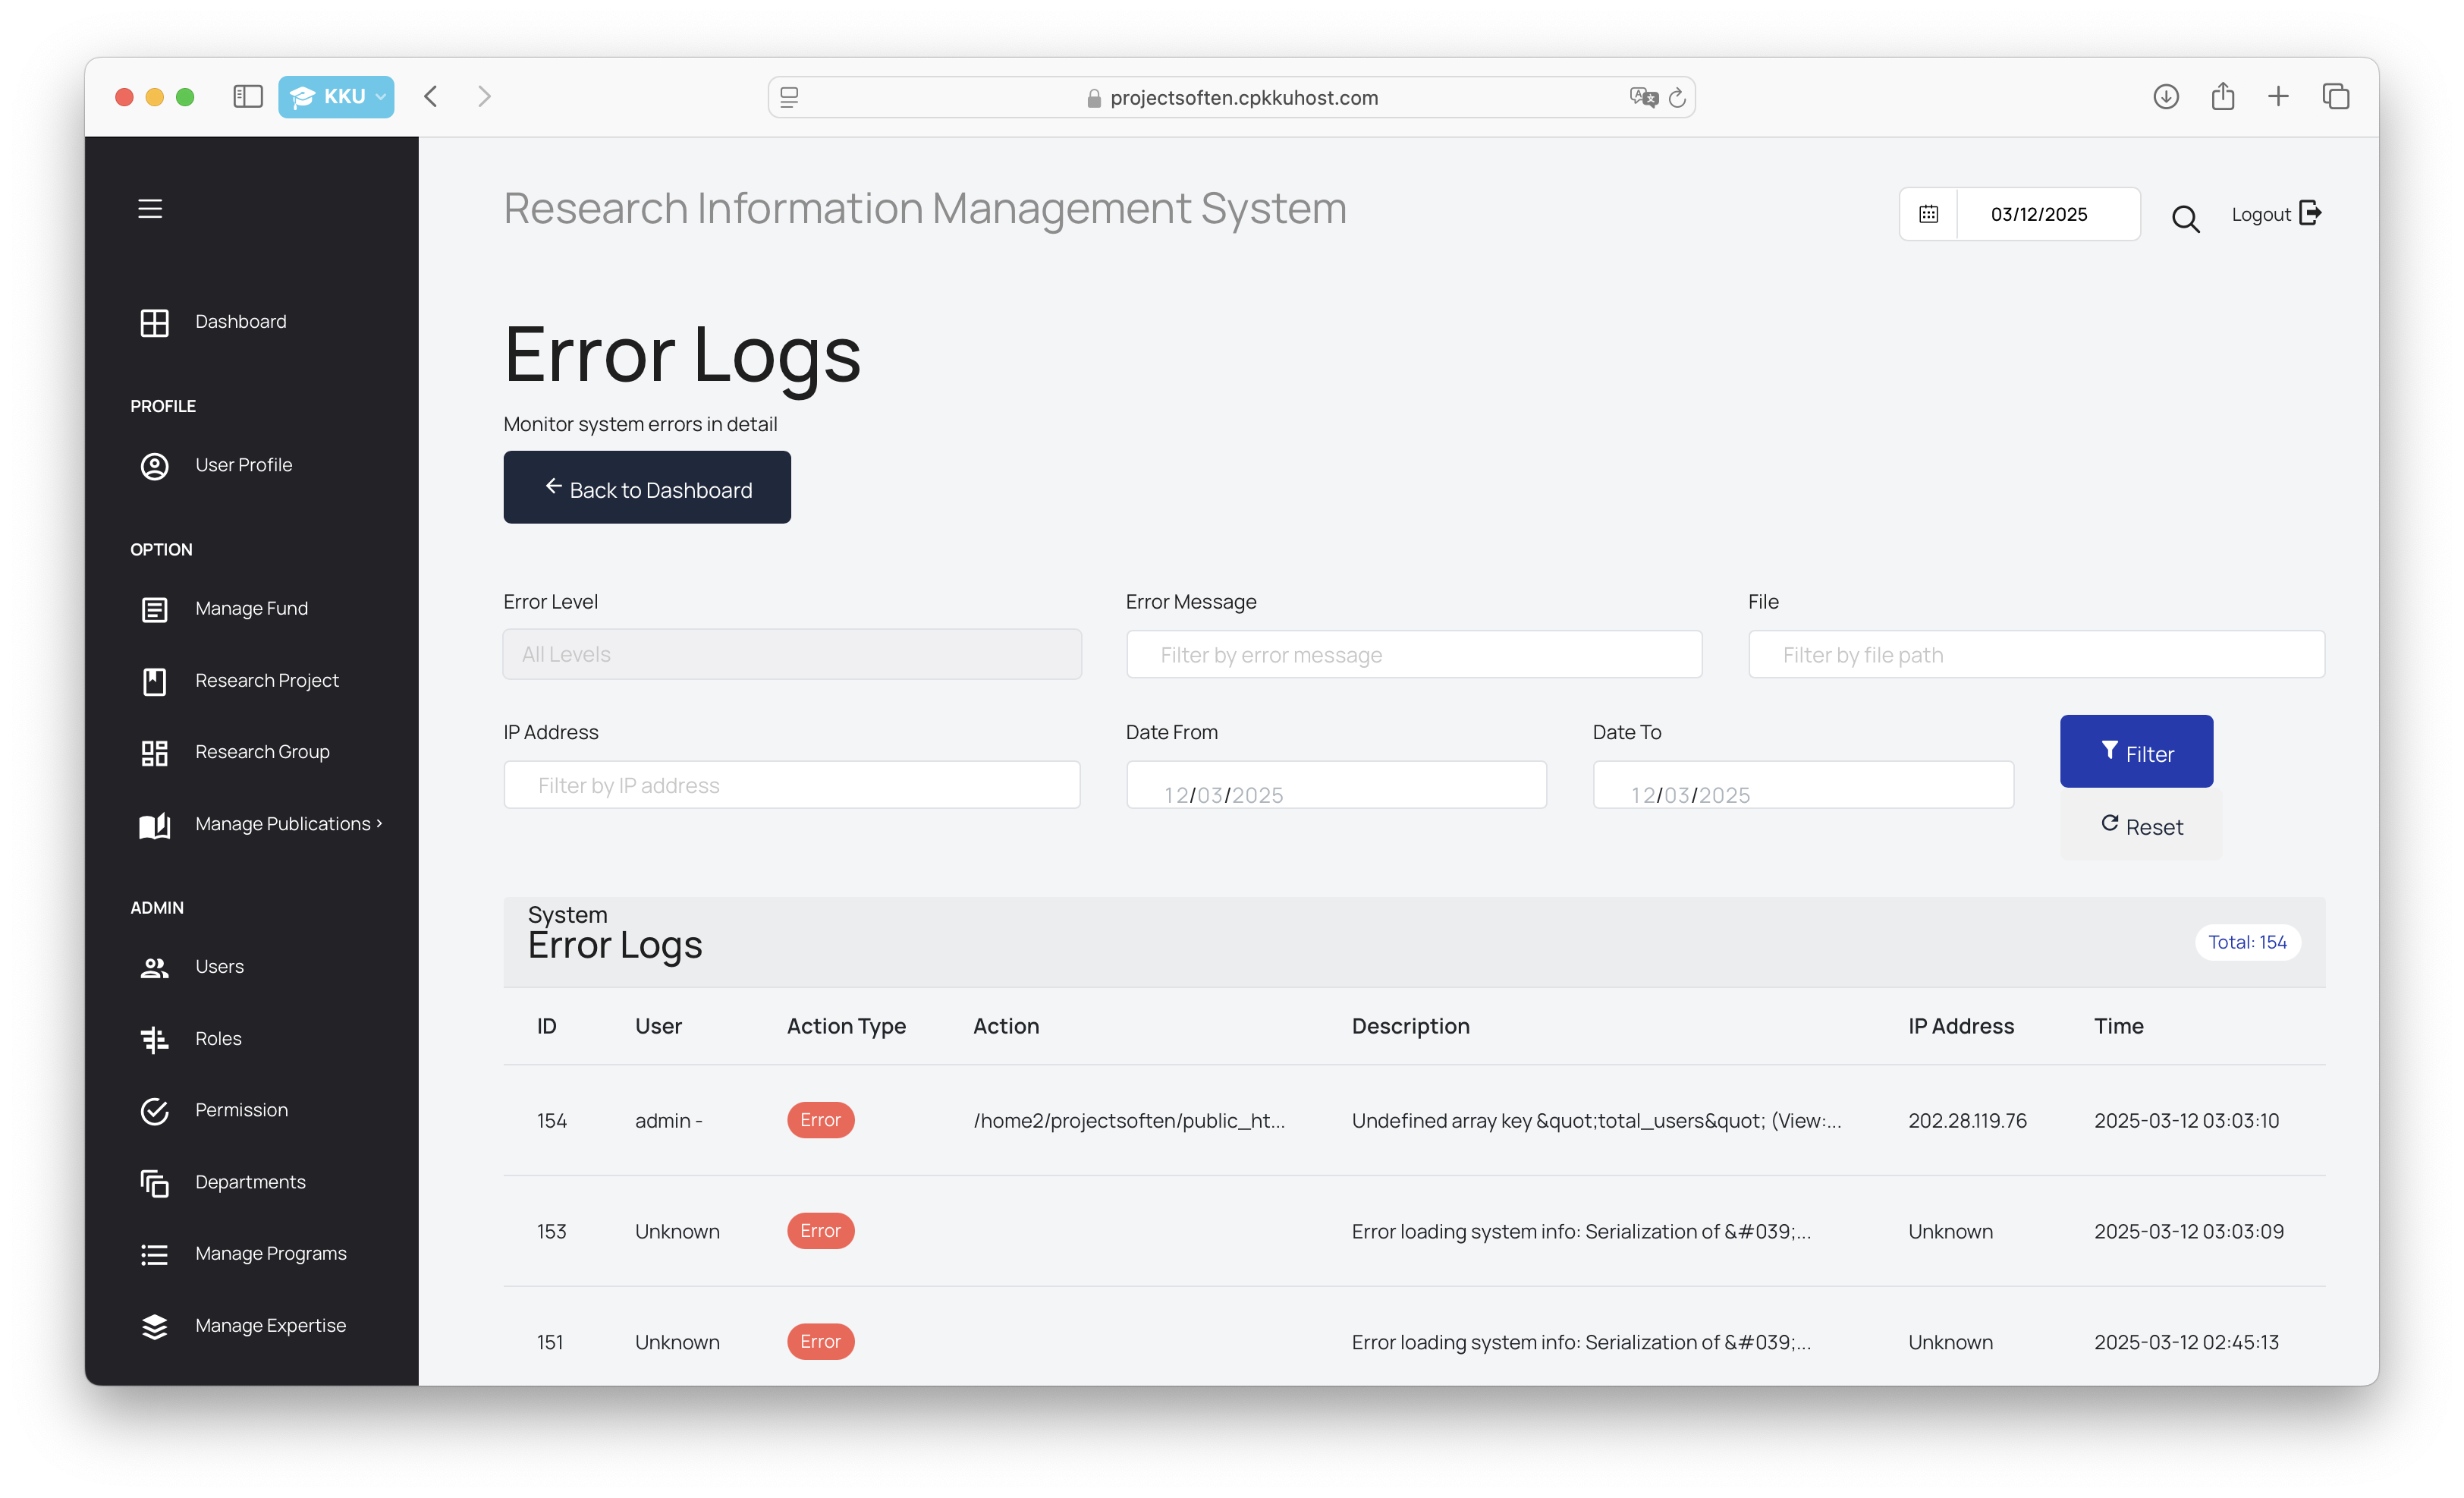 KKU
projectsoften.cpkkuhost.com
Research Information Management System
03/12/2025
Logout
Dashboard
PROFILE
User Profile
OPTION
Manage Fund
Research Project
Research Group
Manage Publications
ADMIN
Users
Roles
Permission
Departments
Manage Programs
Manage Expertise
Error Logs
Monitor system errors in detail
Back to Dashboard
Error Level
Error Message
File
All Levels
Filter by error message
Filter by file path
IP Address
Date From
Date To
Filter by IP address
12/03/2025
12/03/2025
Filter
Reset
System
Error Logs
Total: 154
ID User Action Type Action Description IP Address Time
154 admin - Error /home2/projectsoften/public_ht... Undefined array key &quot;total_users&quot; (View:... 202.28.119.76 2025-03-12 03:03:10
153 Unknown Error Error loading system info: Serialization of &#039;... Unknown 2025-03-12 03:03:09
151 Unknown Error Error loading system info: Serialization of &#039;... Unknown 2025-03-12 02:45:13